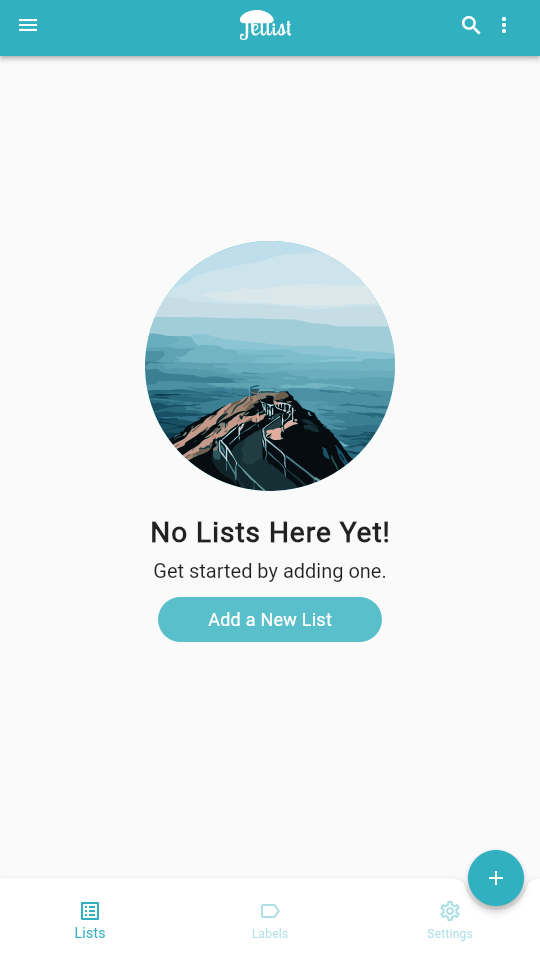 Jellist
No Lists Here Yet!
Get started by adding one.
Add a New List
Lists
Labels
Settings